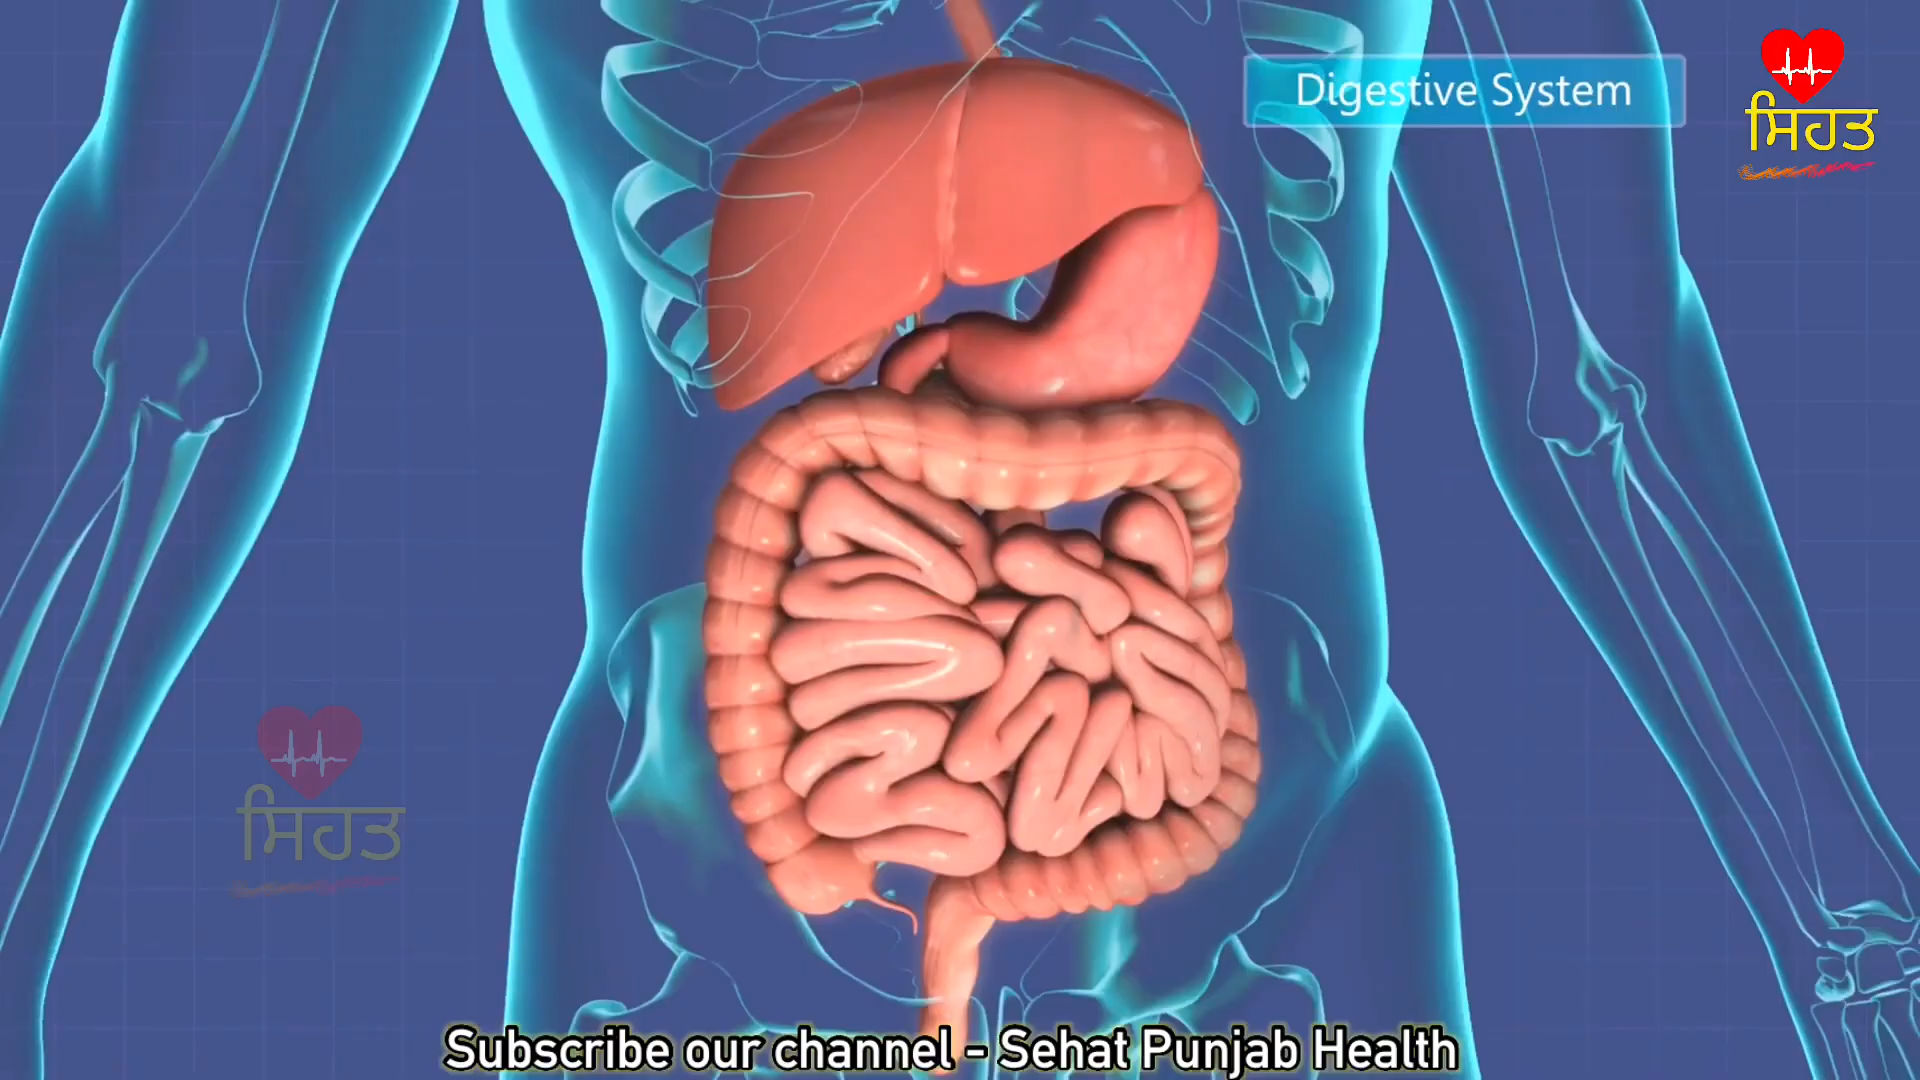 Digestive System
ਸਿਹਤ
ਸਿਹਤ
Subscribe our channel - Sehat Punjab Health